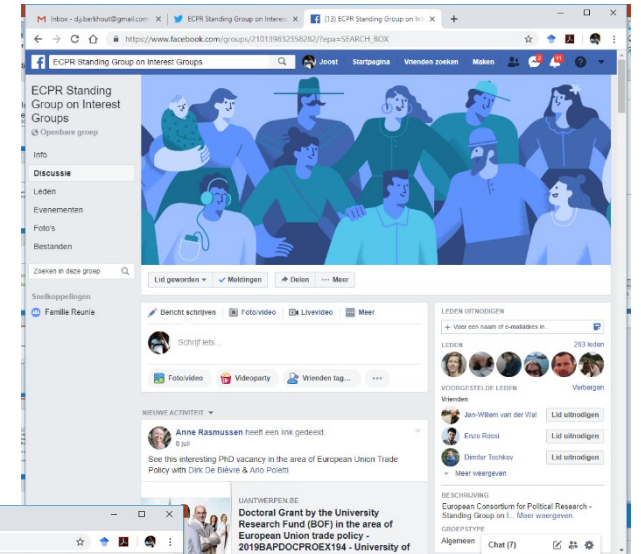 Inbox - dj.berkhout@gmail.com
ECPR Standing Group on Interest
(13) ECPR Standing Group on Int
https://www.facebook.com/groups/210139832358282/?epa=SEARCH_BOX
ECPR Standing Group on Interest Groups
Joost
Startpagina
Vrienden zoeken
Maken
2
11
ECPR Standing
Group on Interest
Groups
Openbare groep
Info
Discussie
Leden
Evenementen
Foto's
Bestanden
Zoeken in deze groep
Snelkoppelingen
Familie Reunie
Lid geworden
Meldingen
Delen
Meer
Bericht schrijven
Foto/video
Livevideo
Meer
Schrijf iets...
Foto/video
Videoparty
Vrienden tag...
NIEUWE ACTIVITEIT
Anne Rasmussen heeft een link gedeeld.
8 juli
See this interesting PhD vacancy in the area of European Union Trade
Policy with Dirk De Bièvre & Arlo Poletti
UANTWERPEN.BE
Doctoral Grant by the University
Research Fund (BOF) in the area of
European Union trade policy -
2019BAPDOCPROEX194 - University of
LEDEN UITNODIGEN
+ Voer een naam of e-mailadres in..
LEDEN
263 leden
VOORGESTELDE LEDEN
Verbergen
Vrienden
Jan-Willem van der Wal
Lid uitnodigen
Enzo Rossi
Lid uitnodigen
Dimiter Toshkov
Lid uitnodigen
Meer weergeven
BESCHRIJVING
European Consortium for Political Research -
Standing Group on I... Meer weergeven
GROEPSTYPE
Algemeen
Chat (7)